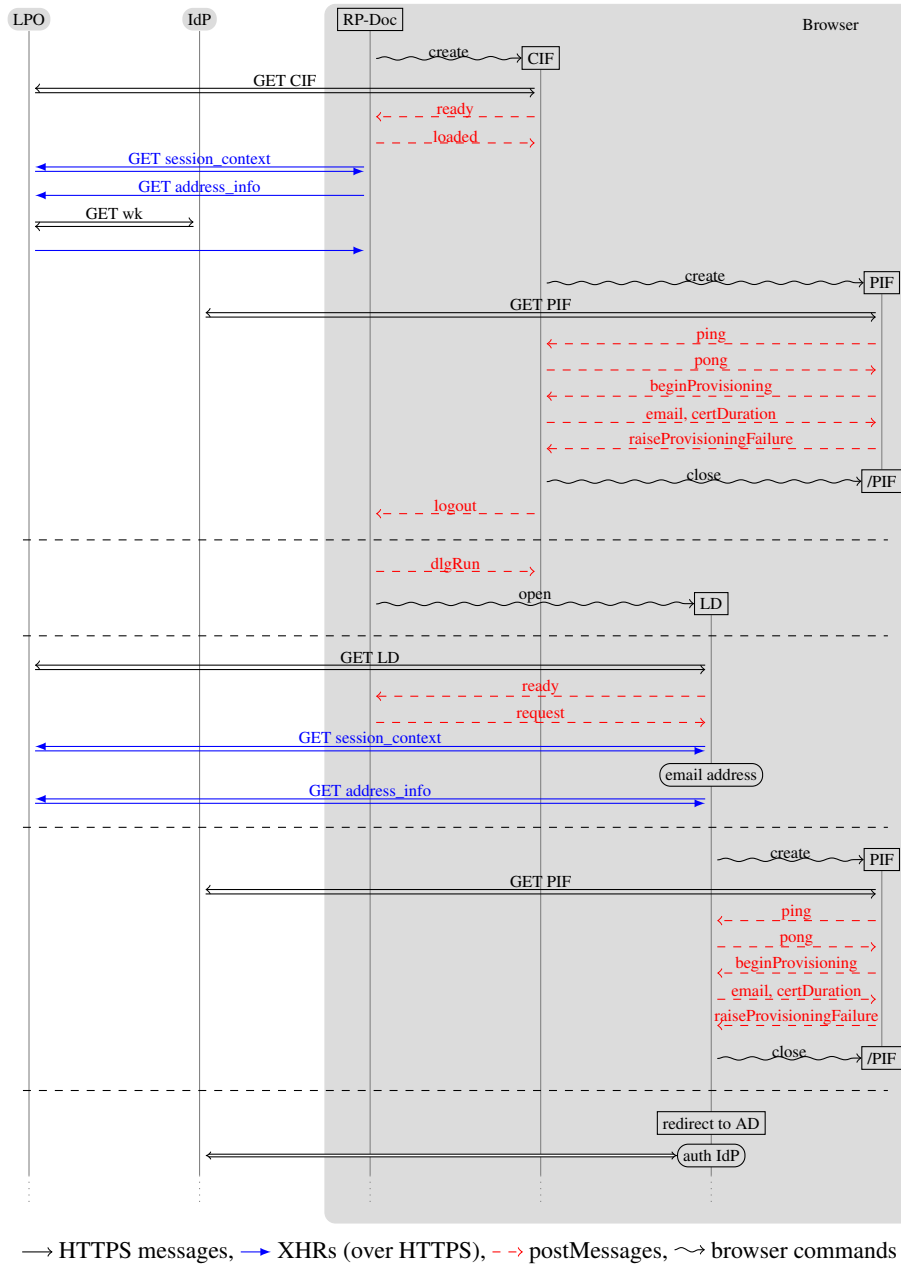 LPO IdP RP-Doc Browser
create CIF
GET CIF
ready
loaded
GET session_context
GET address_info
GET wk
create PIF
GET PIF
ping
pong
beginProvisioning
email, certDuration
raiseProvisioningFailure
close /PIF
logout
dlgRun
open LD
GET LD
ready
request
GET session_context
email address
GET address_info
create PIF
GET PIF
ping
pong
beginProvisioning
email, certDuration
raiseProvisioningFailure
close /PIF
redirect to AD
auth IdP
HTTPS messages, XHRs (over HTTPS), postMessages, browser commands